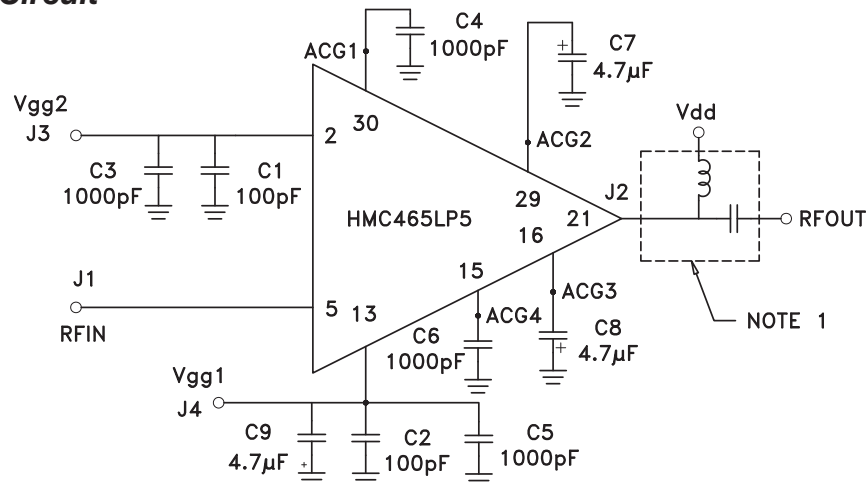 Circuit
C4
1000pF
ACG1
C7
4.7µF
Vgg2
J3
2
30
ACG2
Vdd
C3
1000pF
C1
100pF
29
J2
HMC465LP5
21
RFOUT
16
J1
15
ACG3
5
13
ACG4
NOTE 1
RFIN
C6
1000pF
C8
4.7µF
Vgg1
J4
C9
4.7µF
C2
100pF
C5
1000pF